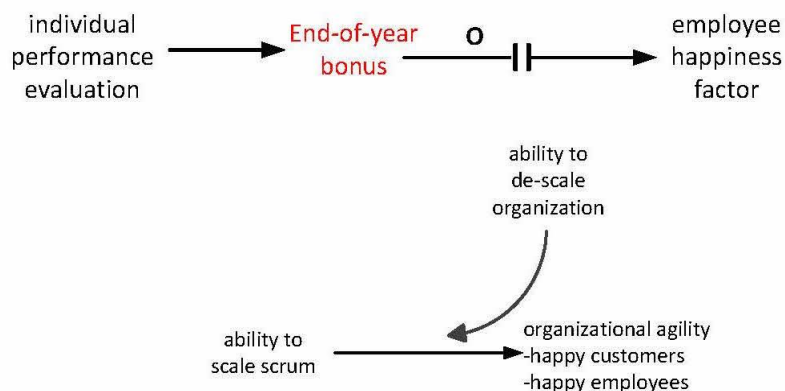 individual
performance
evaluation
End-of-year
bonus
O
employee
happiness
factor
ability to
de-scale
organization
ability to
scale scrum
organizational agility
-happy customers
-happy employees